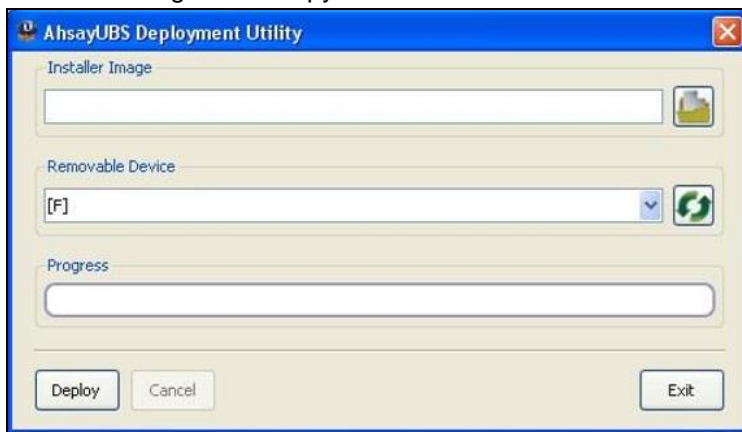 AhsayUBS Deployment Utility
Installer Image
Removable Device
[F]
Progress
Deploy Cancel Exit